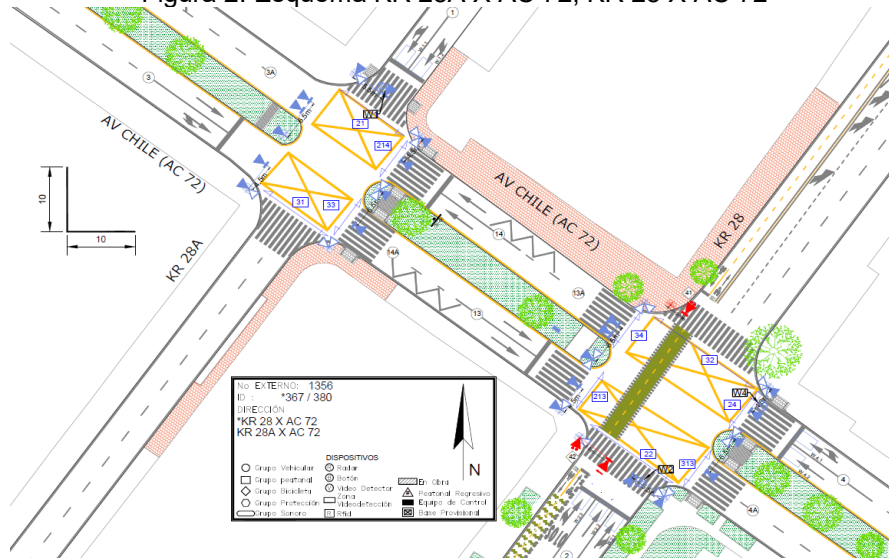 Figura 2. Esquema KR 28A X AC 72, KR 28 X AC 72
1
3A
3
AV CHILE (AC 72)
21
W1
214
31
33
10
10
KR 28A
AV CHILE (AC 72)
KR 28
14
14A
13A
13
41
34
32
213
W4
24
22
W2
313
42
4
4A
2
No EXTERNO: 1356
ID : *367 / 380
DIRECCIÓN
*KR 28 X AC 72
KR 28A X AC 72
N
DISPOSITIVOS
Grupo Vehicular
Grupo peatonal
Grupo Bicicleta
Grupo Protección
Grupo Sonoro
Radar
Botón
Video Detector
Zona
Videodetección
Rfid
En Obra
Peatonal Regresivo
Equipo de Control
Base Provisional